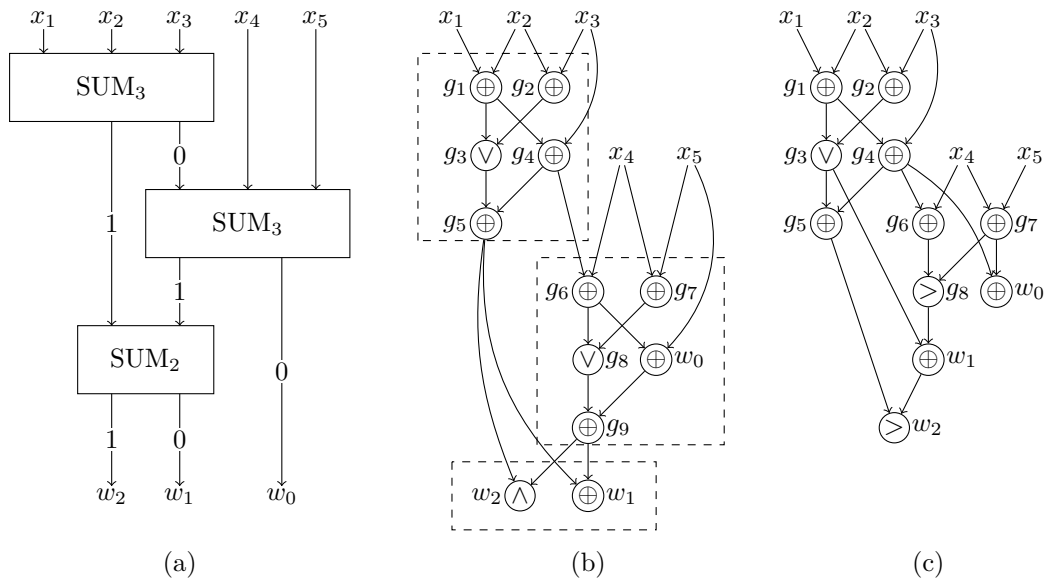 x₁ x₂ x₃ x₄ x₅
SUM₃
0
1
SUM₃
1
0
SUM₂
1 0
w₂ w₁ w₀
(a)
x₁ x₂ x₃
g₁ ⊕ g₂ ⊕
g₃ ∨ g₄ ⊕ x₄ x₅
g₅ ⊕
g₆ ⊕ ⊕ g₇
∨ g₈ ⊕ w₀
⊕ g₉
w₂ ∧ ⊕ w₁
(b)
x₁ x₂ x₃
g₁ ⊕ g₂ ⊕
g₃ ∨ g₄ ⊕ x₄ x₅
g₅ ⊕ g₆ ⊕ ⊕ g₇
> g₈ ⊕ w₀
⊕ w₁
> w₂
(c)